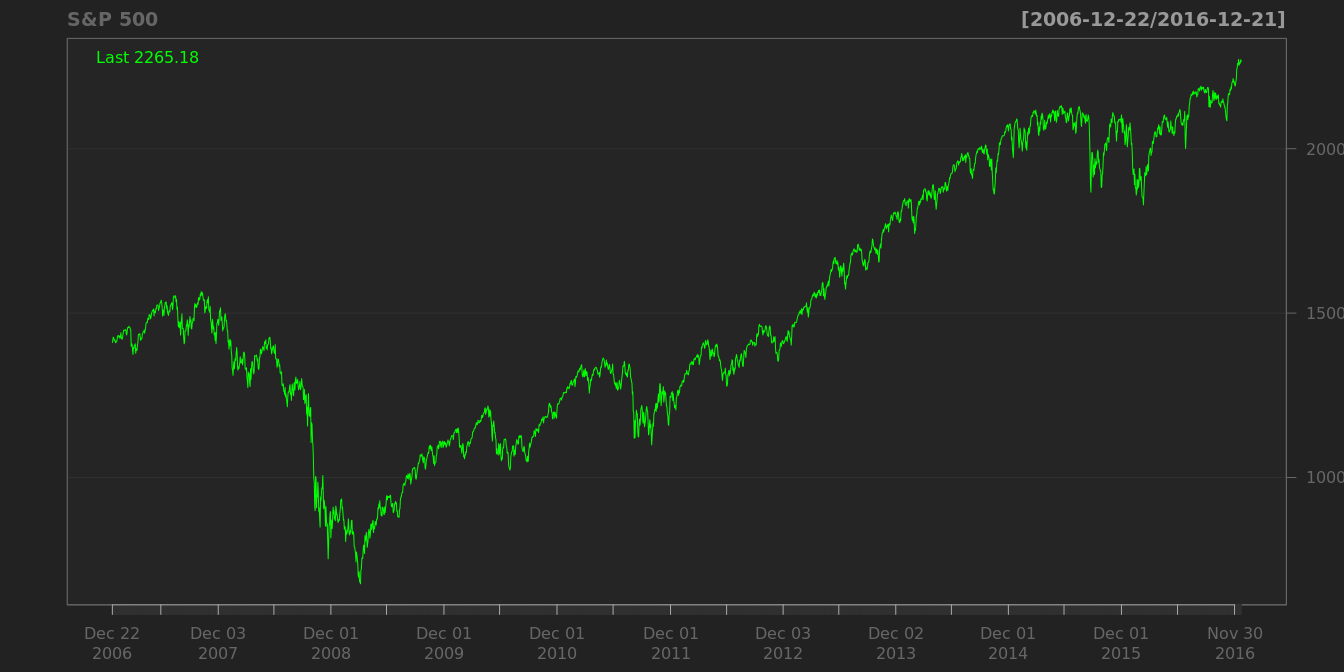 S&P 500
[2006-12-22/2016-12-21]
Last 2265.18
2000
1500
1000
Dec 22 Dec 03 Dec 01 Dec 01 Dec 01 Dec 01 Dec 03 Dec 02 Dec 01 Dec 01 Nov 30
2006 2007 2008 2009 2010 2011 2012 2013 2014 2015 2016